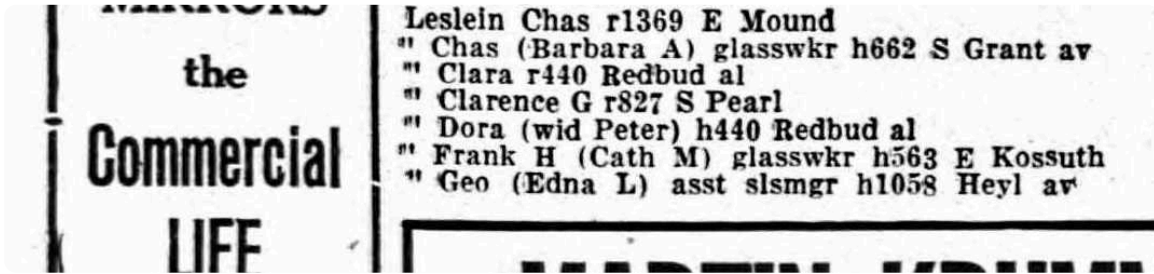 MIRRORS
the
Commercial
LIFE
Leslein Chas r1369 E Mound
" Chas (Barbara A) glasswkr h662 S Grant av
" Clara r440 Redbud al
" Clarence G r827 S Pearl
" Dora (wid Peter) h440 Redbud al
" Frank H (Cath M) glasswkr h563 E Kossuth
" Geo (Edna L) asst slsmgr h1058 Heyl av